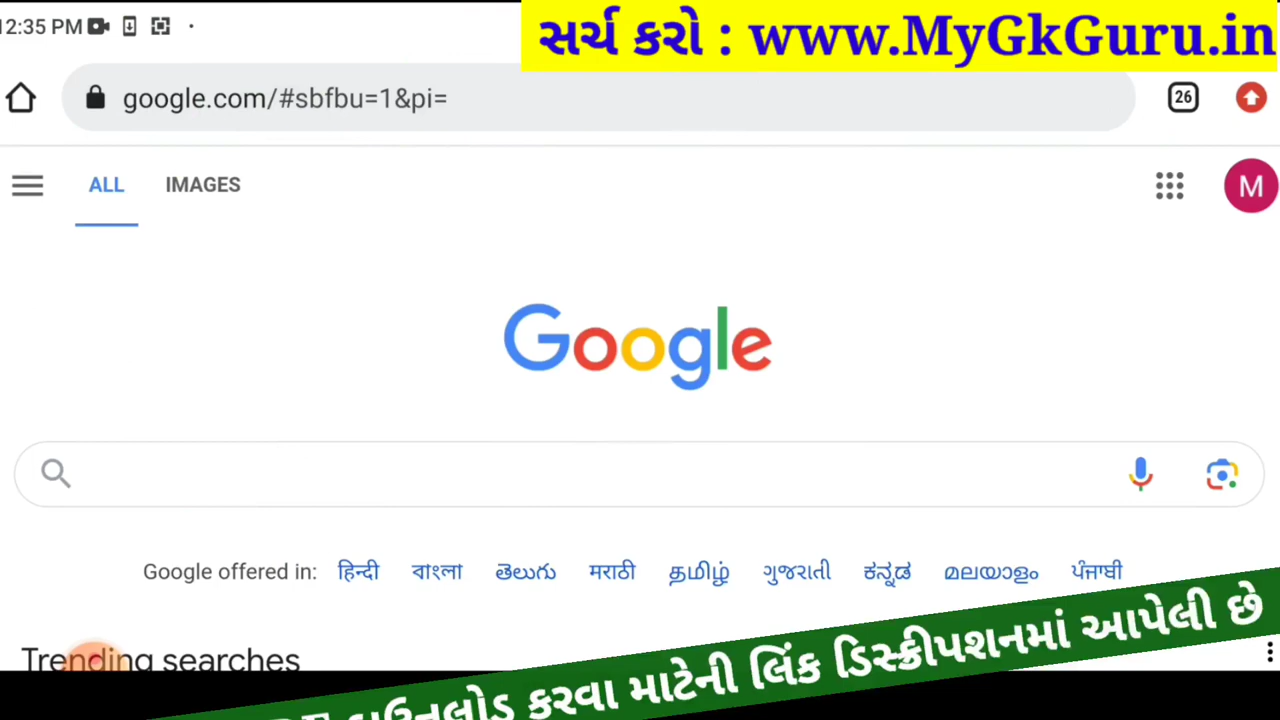 12:35 PM
સર્ચ કરો : www.MyGkGuru.in
google.com/#sbfbu=1&pi=
26
ALL IMAGES
M
Google
Google offered in: हिन्दी বাংলা తెలుగు मराठी தமிழ் ગુજરાતી ಕನ್ನಡ മലയാളം ਪੰਜਾਬੀ
Trending searches
ડાઉનલોડ કરવા માટેની લિંક ડિસ્ક્રીપશનમાં આપેલી છે